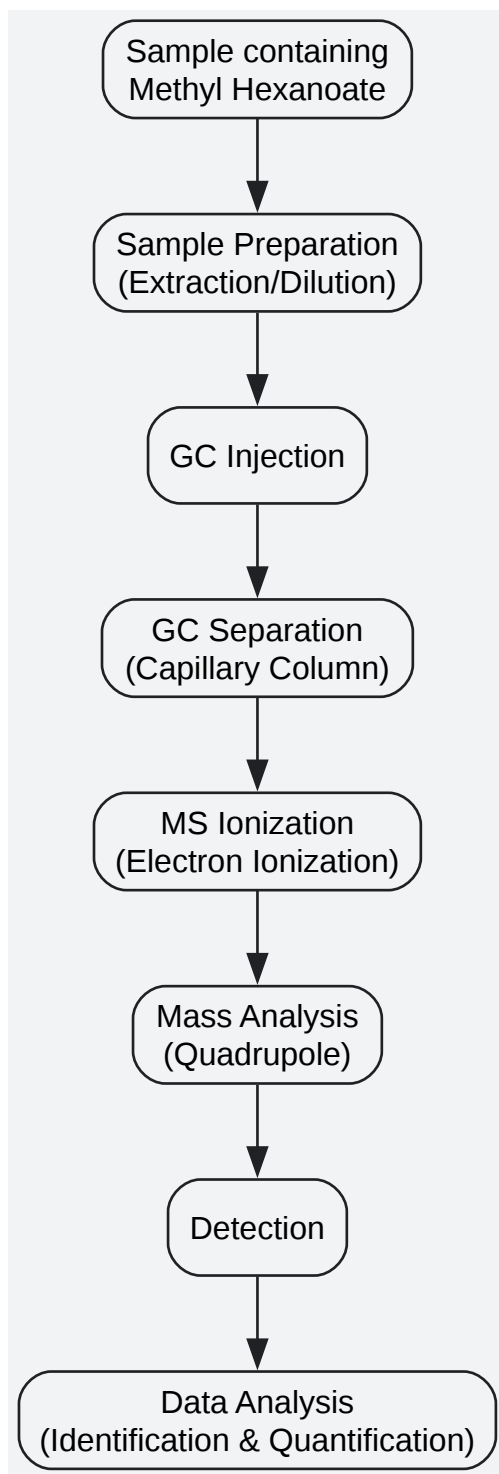 Sample containing
Methyl Hexanoate
Sample Preparation
(Extraction/Dilution)
GC Injection
GC Separation
(Capillary Column)
MS Ionization
(Electron Ionization)
Mass Analysis
(Quadrupole)
Detection
Data Analysis
(Identification & Quantification)